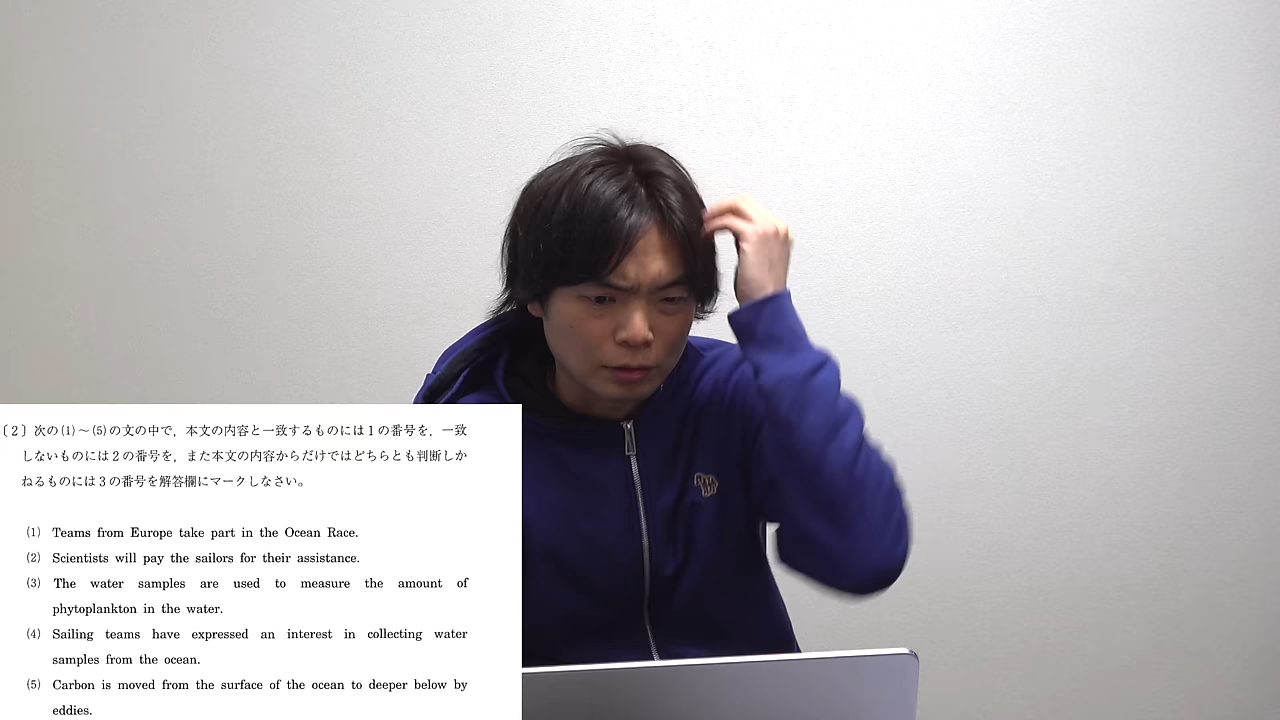 〔2〕次の(1)～(5)の文の中で，本文の内容と一致するものには1の番号を，一致
しないものには2の番号を，また本文の内容からだけではどちらとも判断しか
ねるものには3の番号を解答欄にマークしなさい。
(1) Teams from Europe take part in the Ocean Race.
(2) Scientists will pay the sailors for their assistance.
(3) The water samples are used to measure the amount of
phytoplankton in the water.
(4) Sailing teams have expressed an interest in collecting water
samples from the ocean.
(5) Carbon is moved from the surface of the ocean to deeper below by
eddies.